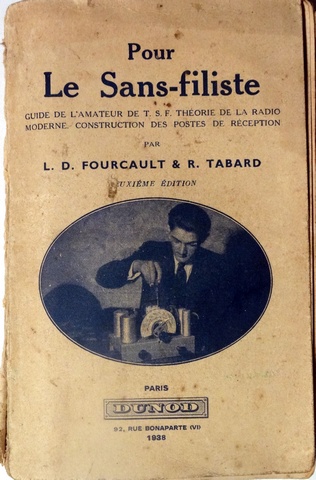 Pour
Le Sans-filiste
GUIDE DE L'AMATEUR DE T. S. F. THÉORIE DE LA RADIO
MODERNE. CONSTRUCTION DES POSTES DE RÉCEPTION
PAR
L. D. FOURCAULT & R. TABARD
EUXIÉME ÉDITION
PARIS
DUNOD
92, RUE BONAPARTE (VI)
1938